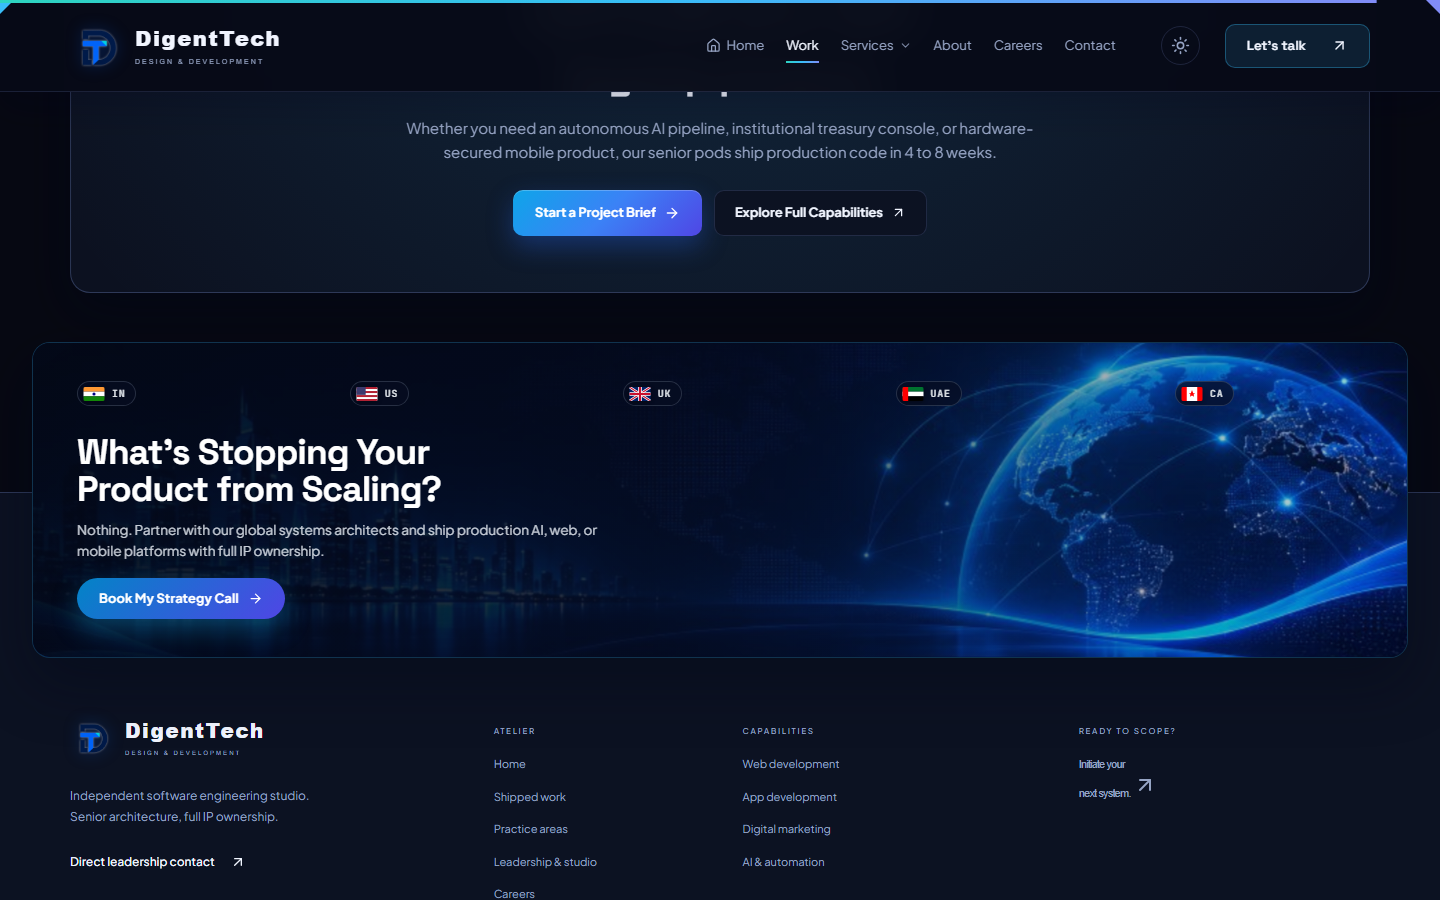 DigentTech
DESIGN & DEVELOPMENT
Home
Work
Services
About
Careers
Contact
Let's talk
Whether you need an autonomous AI pipeline, institutional treasury console, or hardware-
secured mobile product, our senior pods ship production code in 4 to 8 weeks.
Start a Project Brief
Explore Full Capabilities
IN
US
UK
UAE
CA
What's Stopping Your
Product from Scaling?
Nothing. Partner with our global systems architects and ship production AI, web, or
mobile platforms with full IP ownership.
Book My Strategy Call
DigentTech
DESIGN & DEVELOPMENT
Independent software engineering studio.
Senior architecture, full IP ownership.
Direct leadership contact
ATELIER
Home
Shipped work
Practice areas
Leadership & studio
Careers
CAPABILITIES
Web development
App development
Digital marketing
AI & automation
READY TO SCOPE?
Initiate your
next system.